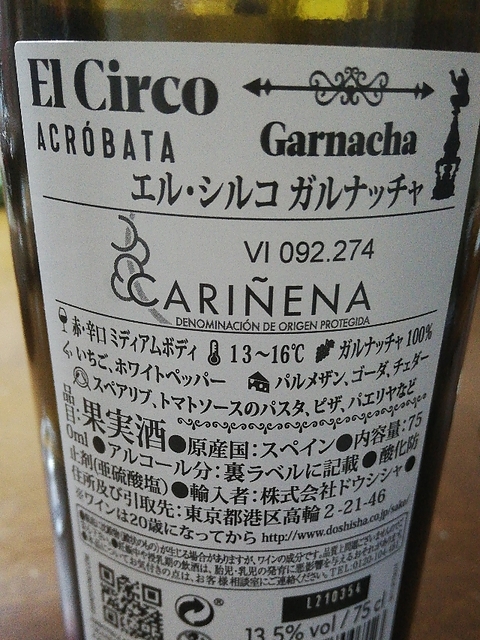 El Circo
ACRÓBATA
Garnacha
エル・シルコ ガルナッチャ
VI 092.274
CARIÑENA
DENOMINACIÓN DE ORIGEN PROTEGIDA
赤・辛口 ミディアムボディ 13~16℃ ガルナッチャ100%
いちご、ホワイトペッパー パルメザン、ゴーダ、チェダー
スペアリブ、トマトソースのパスタ、ピザ、パエリヤなど
品目:果実酒●原産国:スペイン●内容量:75
0ml●アルコール分:裏ラベルに記載●酸化防
止剤(亜硫酸塩)●輸入者:株式会社ドウシシャ●
住所及び引取先:東京都港区高輪2-21-46
※ワインは20歳になってから http://www.doshisha.co.jp/sake/
L210354
13.5% vol / 75 cl